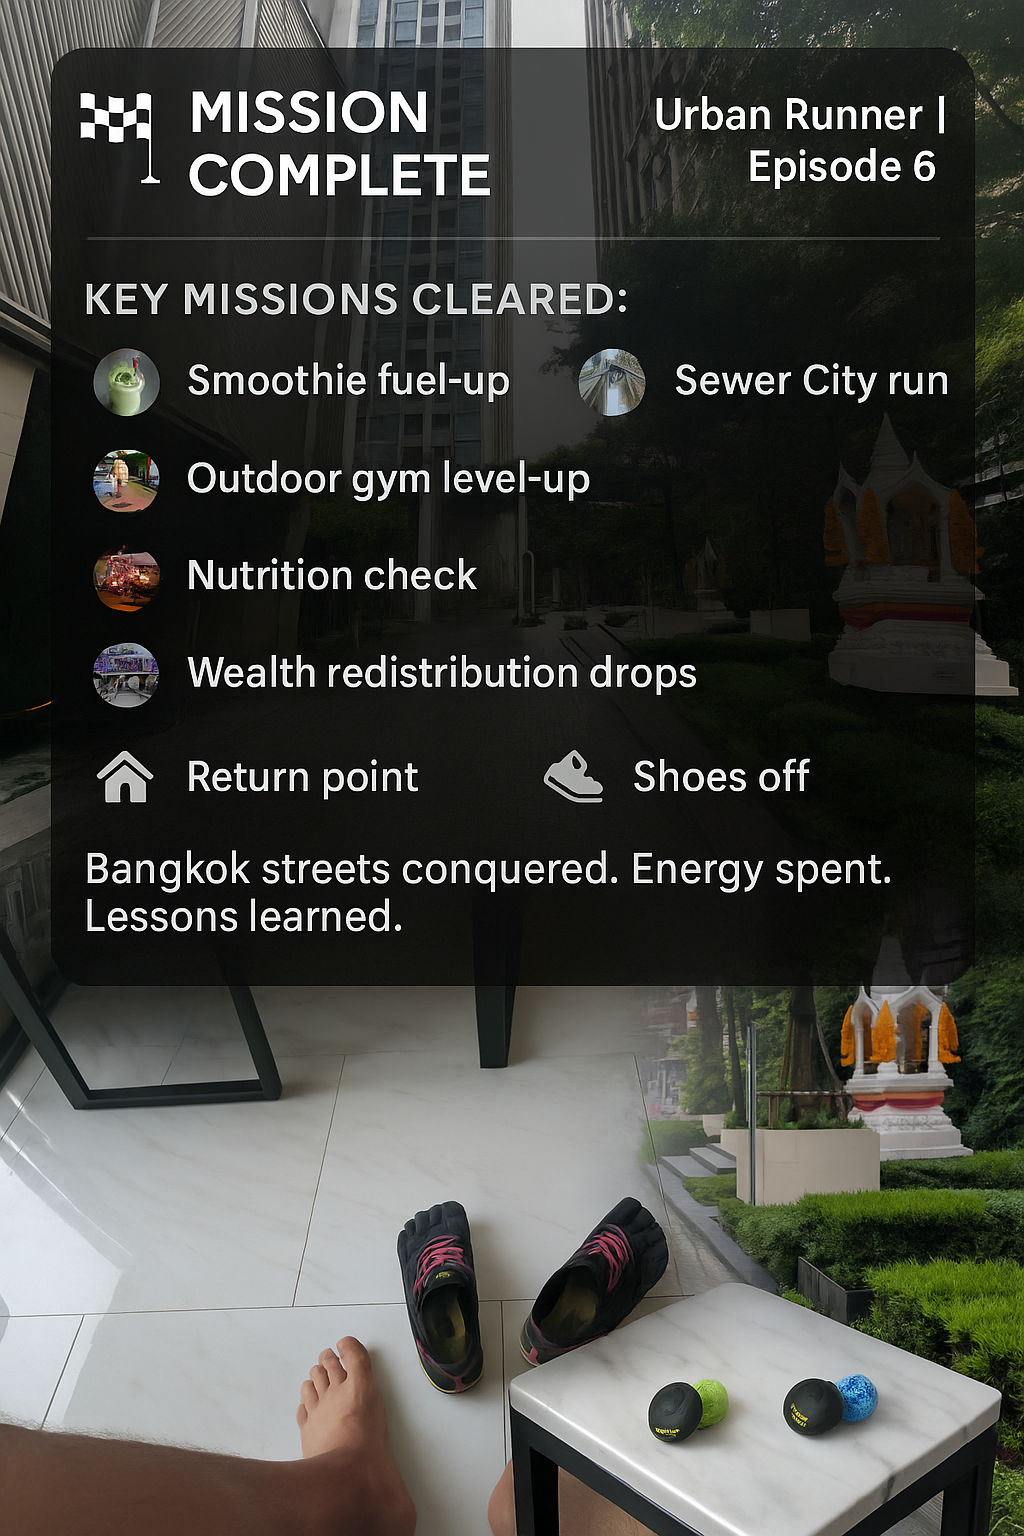 MISSION
COMPLETE
Urban Runner |
Episode 6
KEY MISSIONS CLEARED:
Smoothie fuel-up
Sewer City run
Outdoor gym level-up
Nutrition check
Wealth redistribution drops
Return point
Shoes off
Bangkok streets conquered. Energy spent.
Lessons learned.